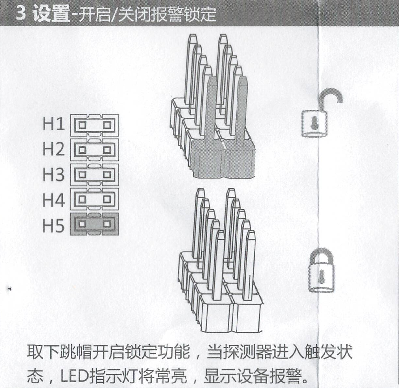 3 设置-开启/关闭报警锁定
H1
H2
H3
H4
H5
取下跳帽开启锁定功能，当探测器进入触发状
态，LED指示灯将常亮，显示设备报警。